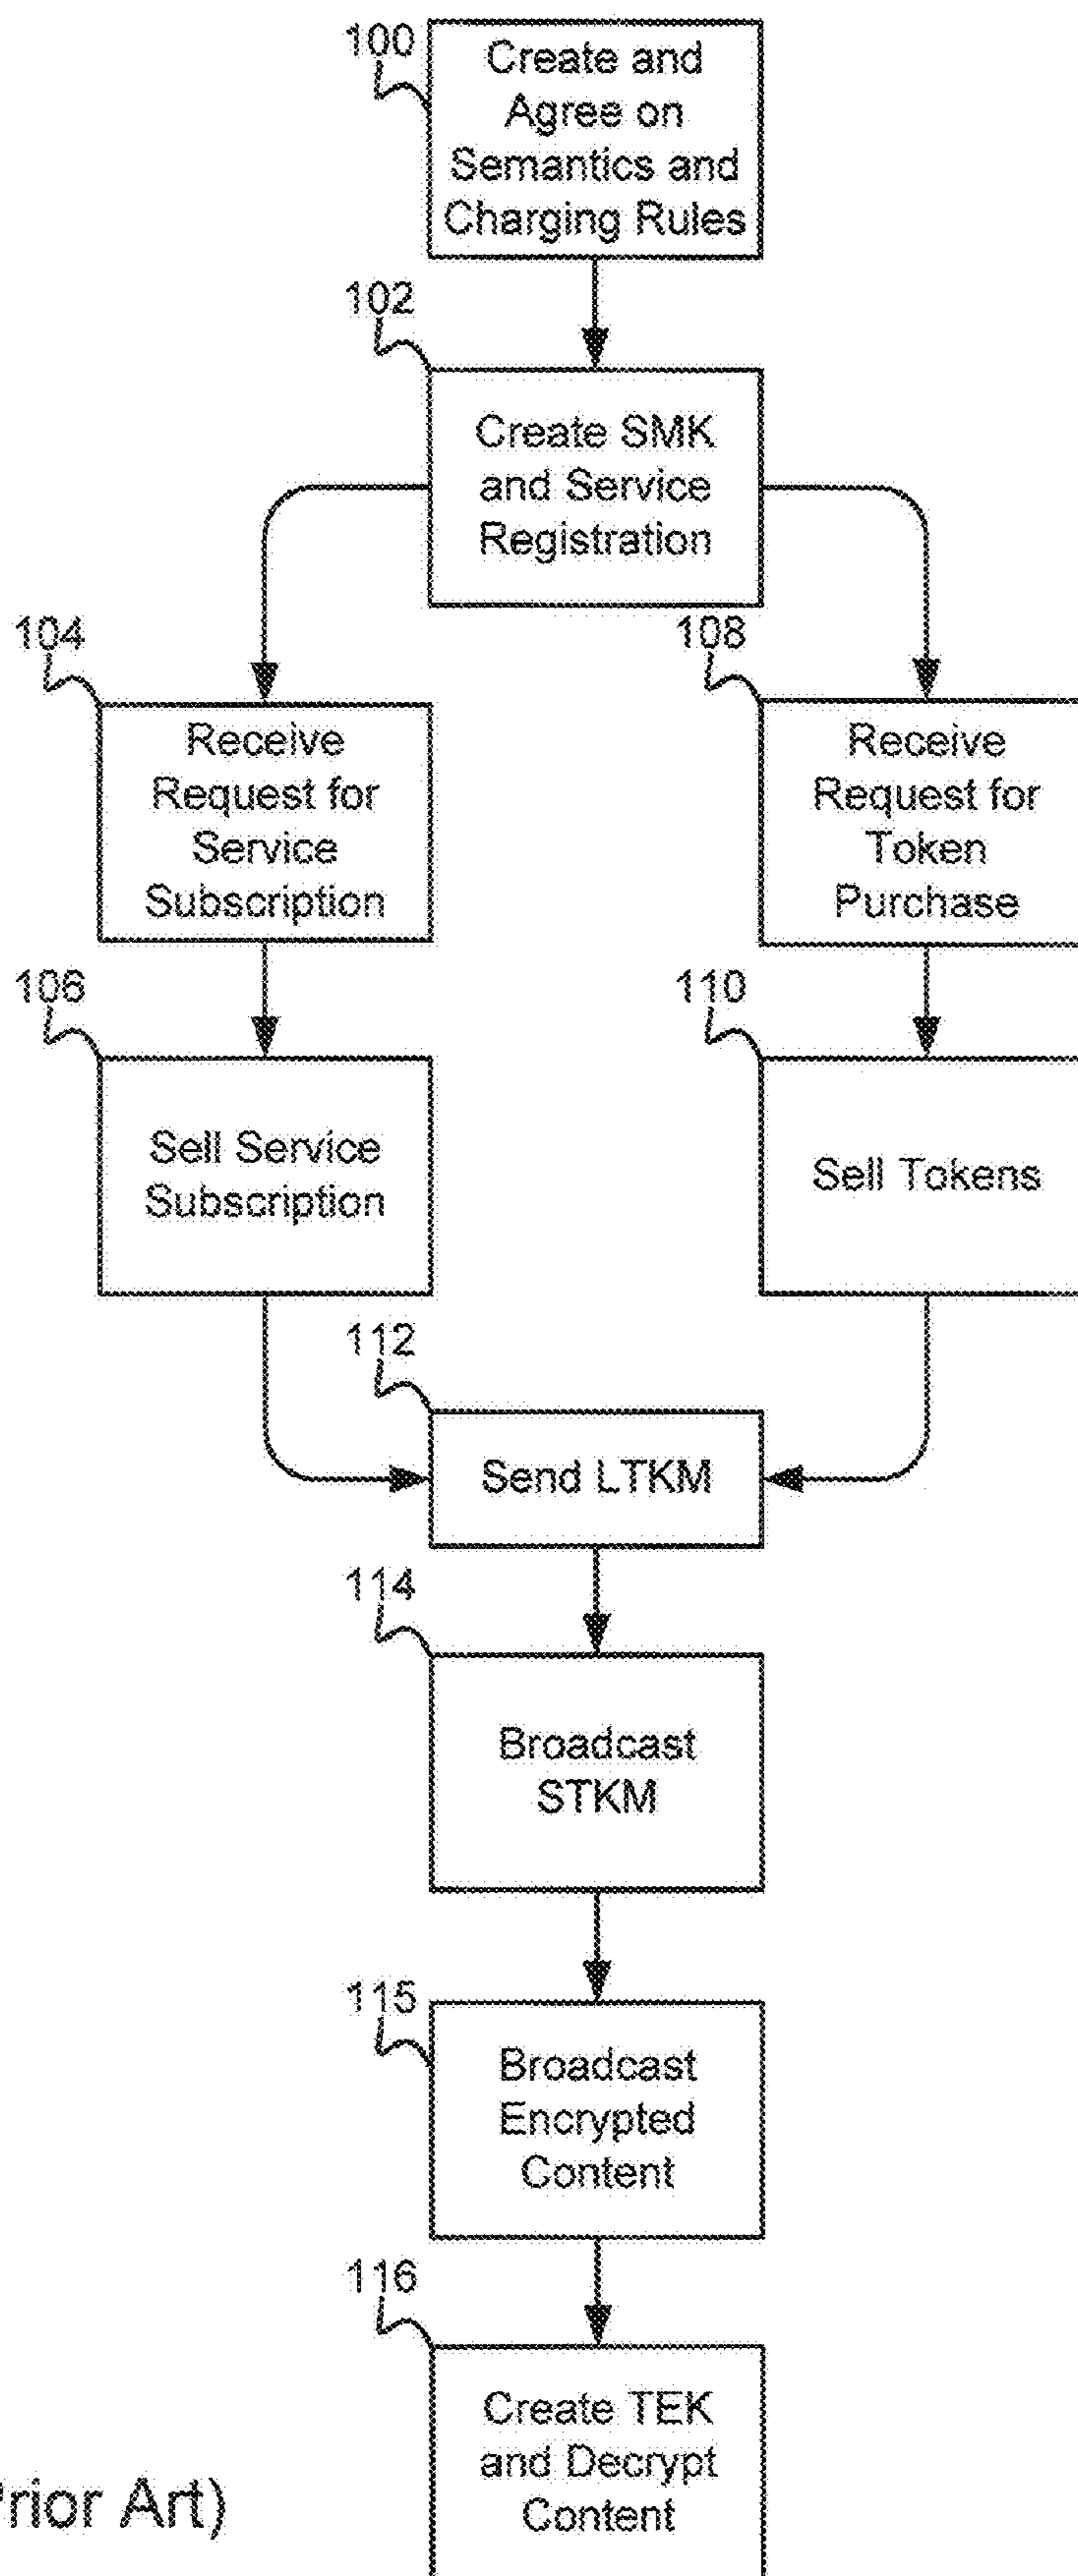 100
Create and
Agree on
Semantics and
Charging Rules
102
Create SMK
and Service
Registration
104
Receive
Request for
Service
Subscription
108
Receive
Request for
Token
Purchase
106
Sell Service
Subscription
110
Sell Tokens
112
Send LTKM
114
Broadcast
STKM
115
Broadcast
Encrypted
Content
116
Create TEK
and Decrypt
Content
Prior Art)